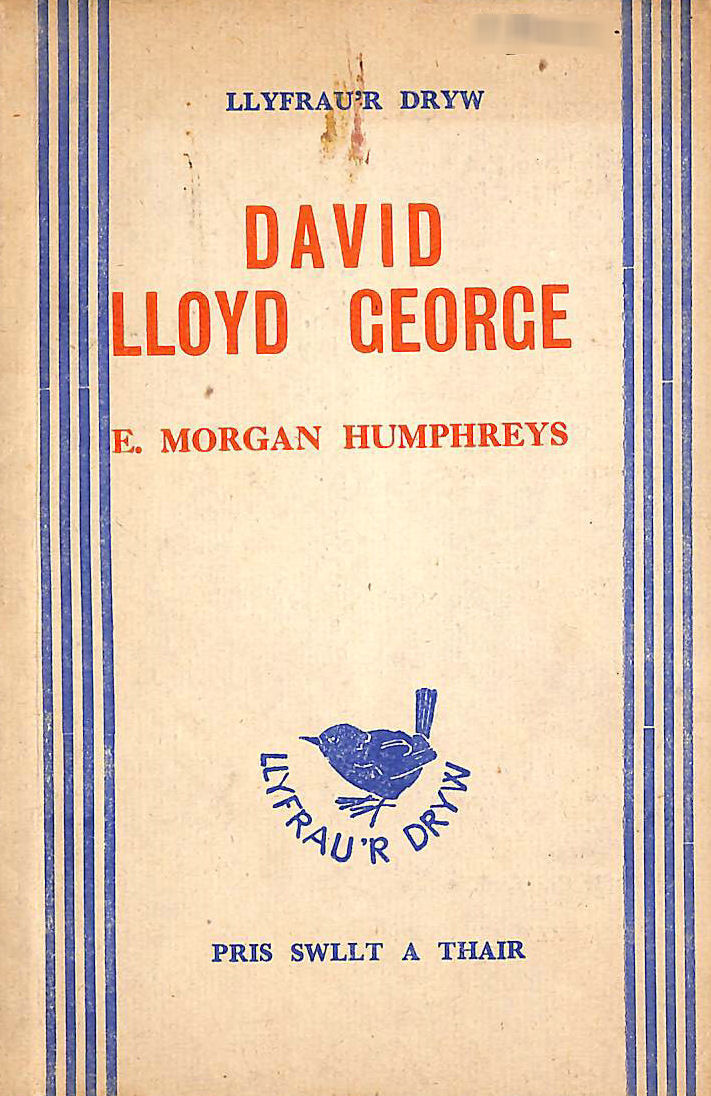 LLYFRAU'R DRYW
DAVID
LLOYD GEORGE
E. MORGAN HUMPHREYS
LLYFRAU'R DRYW
PRIS SWLLT A THAIR